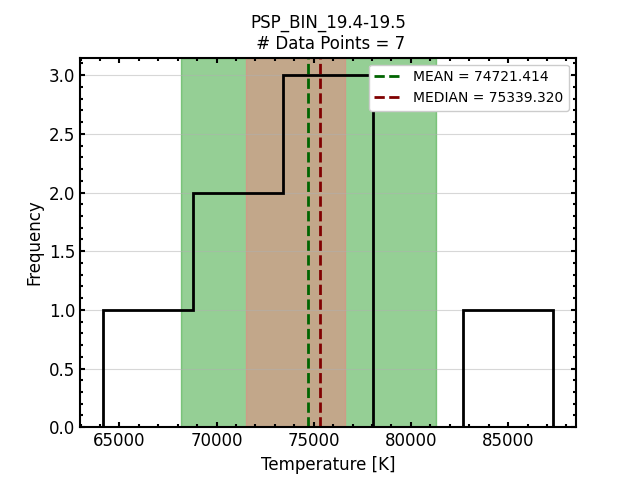 PSP_BIN_19.4-19.5
# Data Points = 7
MEAN = 74721.414
MEDIAN = 75339.320
3.0
2.5
2.0
1.5
1.0
0.5
0.0
Frequency
65000 70000 75000 80000 85000
Temperature [K]